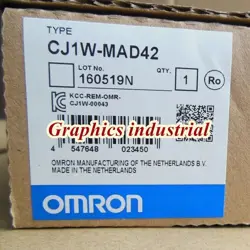 TYPE
CJ1W-MAD42
LOT No.
QTY.
160519N
1
Ro
KCC-REM-OMR-
CJ1W-00043
Graphics industrial
4 547648 023450
OMRON MANUFACTURING OF THE NETHERLANDS B.V.
MADE IN THE NETHERLANDS
OMRON